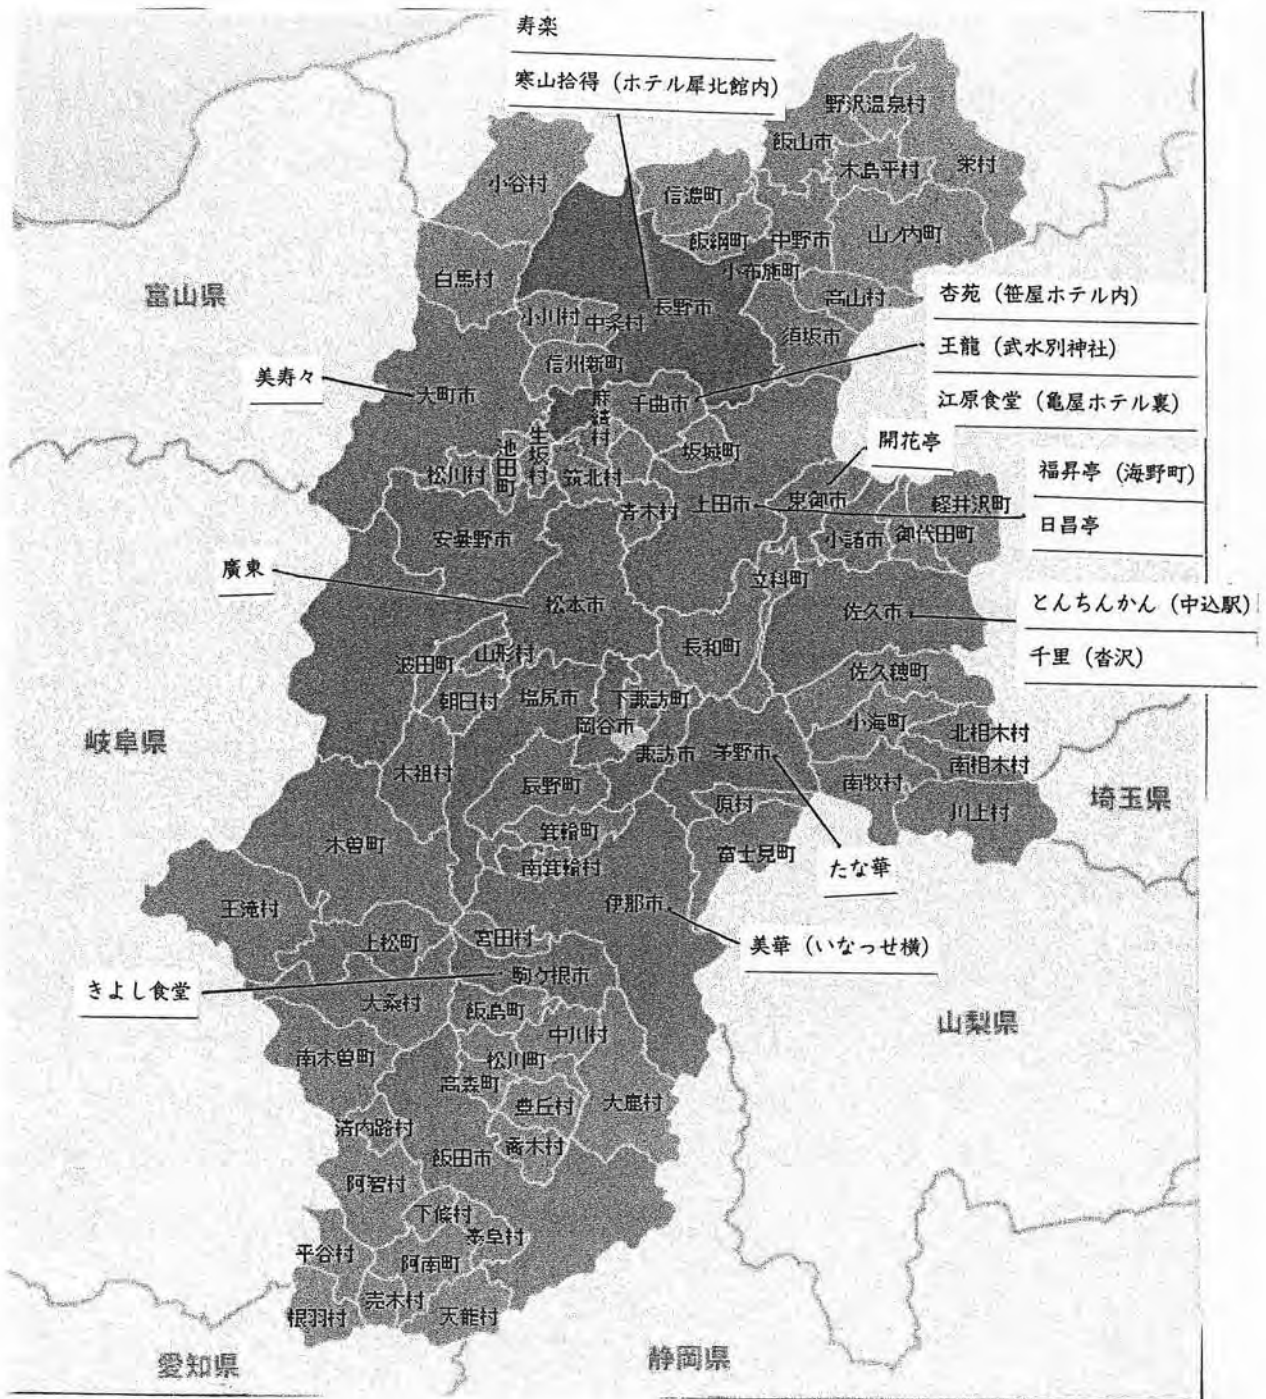 寿楽
寒山拾得（ホテル犀北館内）
野沢温泉村
飯山市
木島平村
栄村
小谷村
信濃町
飯綱町
中野市
山ノ内町
小布施町
白馬村
高山村
富山県
長野市
小川村
中条村
須坂市
杏苑（笹屋ホテル内）
王龍（武水別神社）
江原食堂（亀屋ホテル裏）
信州新町
美寿々
大町市
千曲市
麻績村
開花亭
生坂村
池田町
坂城町
松川村
筑北村
福昇亭（海野町）
日昌亭
青木村
上田市
東御市
軽井沢町
小諸市
御代田町
安曇野市
廣東
立科町
松本市
佐久市
とんちんかん（中込駅）
千里（沓沢）
長和町
山形村
波田町
佐久穂町
朝日村
塩尻市
下諏訪町
岡谷市
小海町
北相木村
南相木村
岐阜県
諏訪市
茅野市
木祖村
辰野町
南牧村
埼玉県
原村
川上村
木曽町
箕輪町
南箕輪村
富士見町
たな華
王滝村
伊那市
上松町
宮田村
美華（いなっせ横）
きよし食堂
駒ヶ根市
大桑村
飯島町
中川村
山梨県
南木曽町
松川町
高森町
豊丘村
大鹿村
清内路村
喬木村
飯田市
阿智村
下條村
泰阜村
平谷村
阿南町
売木村
根羽村
天龍村
愛知県
静岡県